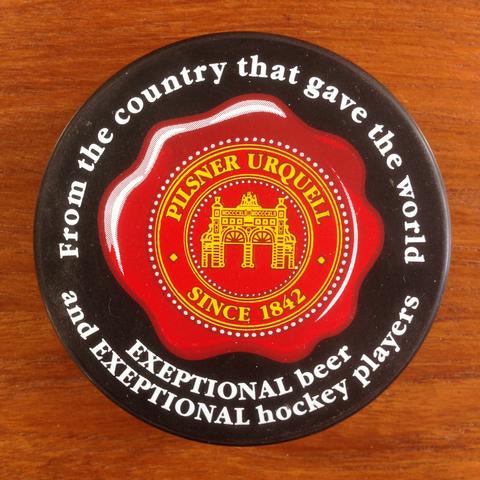 From the country that gave the world
EXEPTIONAL beer
and EXEPTIONAL hockey players
PILSNER URQUELL
SINCE 1842